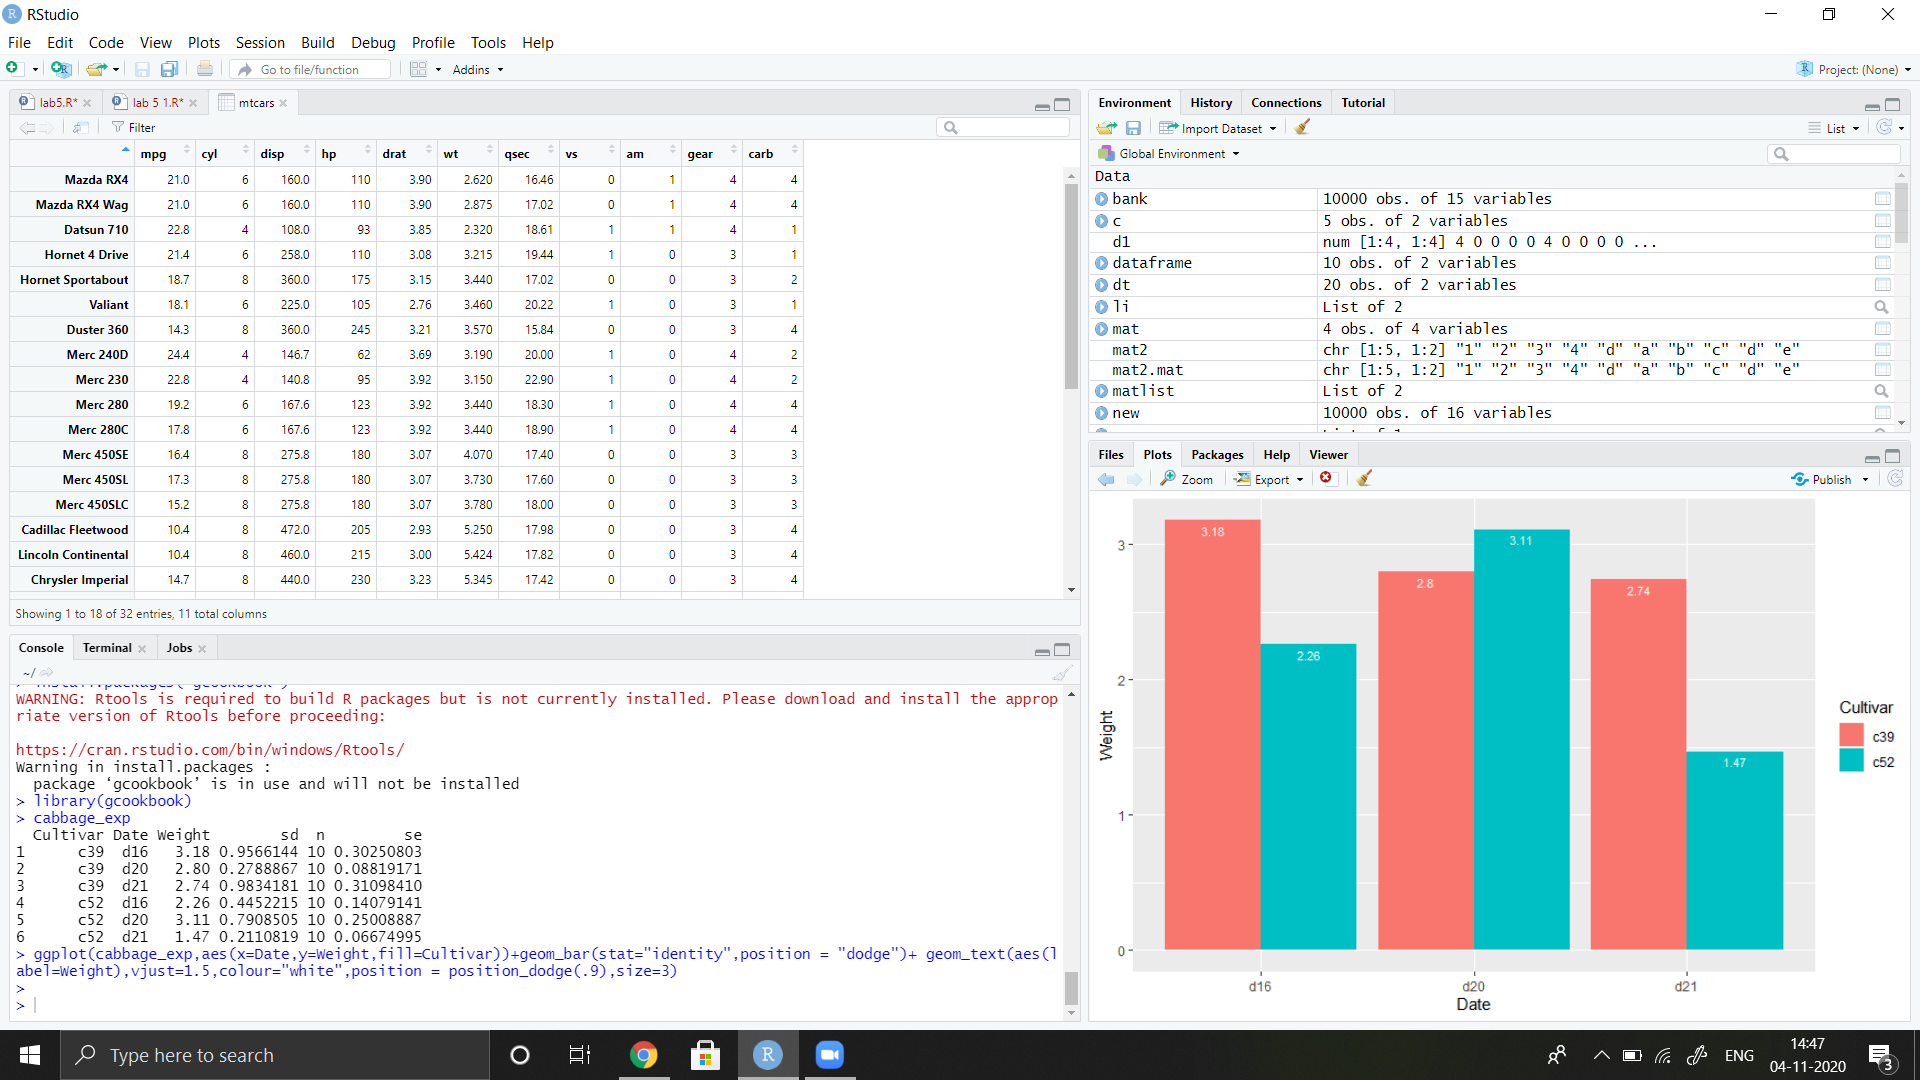 RStudio
File Edit Code View Plots Session Build Debug Profile Tools Help
Go to file/function Addins Project: (None)
lab5.R* lab 5 1.R* mtcars
Filter
mpg cyl disp hp drat wt qsec vs am gear carb
Mazda RX4 21.0 6 160.0 110 3.90 2.620 16.46 0 1 4 4
Mazda RX4 Wag 21.0 6 160.0 110 3.90 2.875 17.02 0 1 4 4
Datsun 710 22.8 4 108.0 93 3.85 2.320 18.61 1 1 4 1
Hornet 4 Drive 21.4 6 258.0 110 3.08 3.215 19.44 1 0 3 1
Hornet Sportabout 18.7 8 360.0 175 3.15 3.440 17.02 0 0 3 2
Valiant 18.1 6 225.0 105 2.76 3.460 20.22 1 0 3 1
Duster 360 14.3 8 360.0 245 3.21 3.570 15.84 0 0 3 4
Merc 240D 24.4 4 146.7 62 3.69 3.190 20.00 1 0 4 2
Merc 230 22.8 4 140.8 95 3.92 3.150 22.90 1 0 4 2
Merc 280 19.2 6 167.6 123 3.92 3.440 18.30 1 0 4 4
Merc 280C 17.8 6 167.6 123 3.92 3.440 18.90 1 0 4 4
Merc 450SE 16.4 8 275.8 180 3.07 4.070 17.40 0 0 3 3
Merc 450SL 17.3 8 275.8 180 3.07 3.730 17.60 0 0 3 3
Merc 450SLC 15.2 8 275.8 180 3.07 3.780 18.00 0 0 3 3
Cadillac Fleetwood 10.4 8 472.0 205 2.93 5.250 17.98 0 0 3 4
Lincoln Continental 10.4 8 460.0 215 3.00 5.424 17.82 0 0 3 4
Chrysler Imperial 14.7 8 440.0 230 3.23 5.345 17.42 0 0 3 4
Showing 1 to 18 of 32 entries, 11 total columns
Console Terminal Jobs
~/
> install.packages("gcookbook")
WARNING: Rtools is required to build R packages but is not currently installed. Please download and install the approp
riate version of Rtools before proceeding:
https://cran.rstudio.com/bin/windows/Rtools/
Warning in install.packages :
package ‘gcookbook’ is in use and will not be installed
> library(gcookbook)
> cabbage_exp
Cultivar Date Weight sd n se
1 c39 d16 3.18 0.9566144 10 0.30250803
2 c39 d20 2.80 0.2788867 10 0.08819171
3 c39 d21 2.74 0.9834181 10 0.31098410
4 c52 d16 2.26 0.4452215 10 0.14079141
5 c52 d20 3.11 0.7908505 10 0.25008887
6 c52 d21 1.47 0.2110819 10 0.06674995
> ggplot(cabbage_exp,aes(x=Date,y=Weight,fill=Cultivar))+geom_bar(stat="identity",position = "dodge")+ geom_text(aes(l
abel=Weight),vjust=1.5,colour="white",position = position_dodge(.9),size=3)
>
>
Environment History Connections Tutorial
Import Dataset List
Global Environment
Data
bank 10000 obs. of 15 variables
c 5 obs. of 2 variables
d1 num [1:4, 1:4] 4 0 0 0 0 4 0 0 0 0 ...
dataframe 10 obs. of 2 variables
dt 20 obs. of 2 variables
li List of 2
mat 4 obs. of 4 variables
mat2 chr [1:5, 1:2] "1" "2" "3" "4" "d" "a" "b" "c" "d" "e"
mat2.mat chr [1:5, 1:2] "1" "2" "3" "4" "d" "a" "b" "c" "d" "e"
matlist List of 2
new 10000 obs. of 16 variables
Files Plots Packages Help Viewer
Zoom Export Publish
3.18
3
3.11
2.8
2.74
2.26
2
Weight
Cultivar
c39
c52
1.47
1
0
d16 d20 d21
Date
Type here to search
ENG
14:47
04-11-2020
3